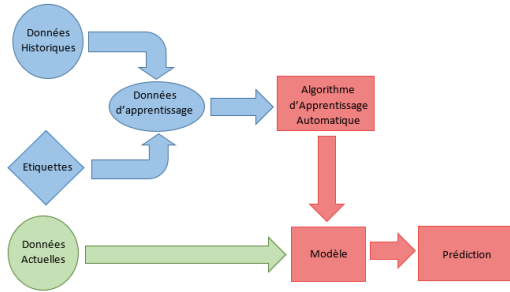 Données
Historiques
Données
d'apprentissage
Algorithme
d'Apprentissage
Automatique
Etiquettes
Données
Actuelles
Modèle
Prédiction